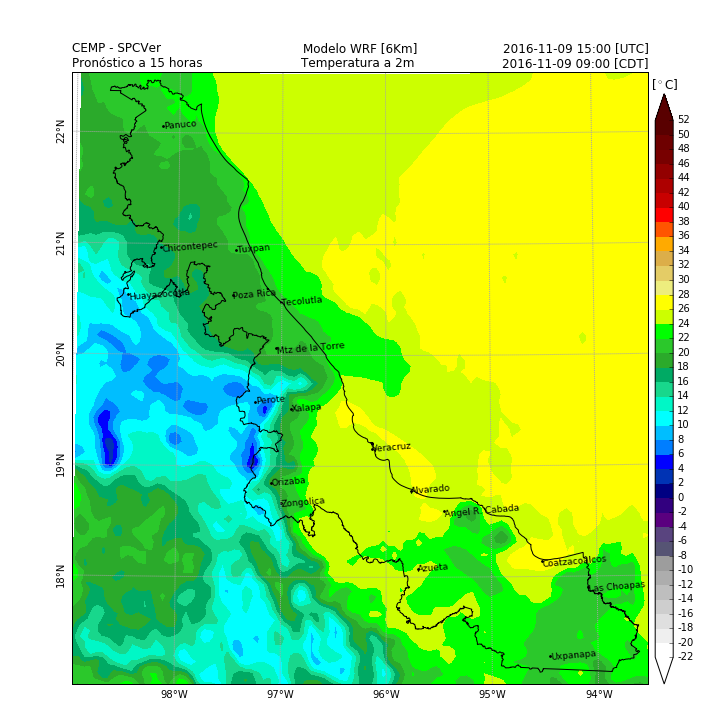 CEMP - SPCVer Modelo WRF [6Km] 2016-11-09 15:00 [UTC]
Pronóstico a 15 horas Temperatura a 2m 2016-11-09 09:00 [CDT]
[°C]
52
50
48
46
44
42
40
38
36
34
32
30
28
26
24
22
20
18
16
14
12
10
8
6
4
2
0
-2
-4
-6
-8
-10
-12
-14
-16
-18
-20
-22
22°N
21°N
20°N
19°N
18°N
Panuco
Chicontepec
Tuxpan
Huayacocotla
Poza Rica
Tecolutla
Mtz de la Torre
Perote
Xalapa
Veracruz
Orizaba
Alvarado
Zongolica
Angel R. Cabada
Azueta
Coatzacoalcos
Las Choapas
Uxpanapa
98°W 97°W 96°W 95°W 94°W